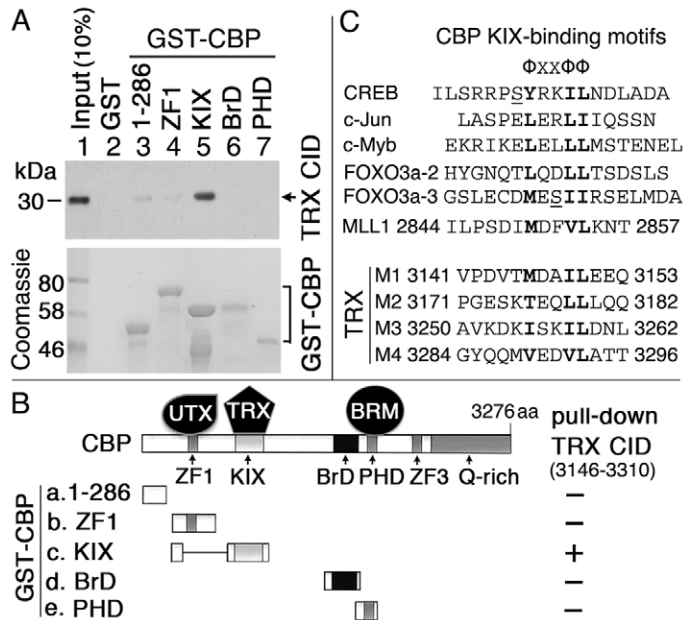 A
GST-CBP
Input (10%)
GST
1-286
ZF1
KIX
BrD
PHD
1 2 3 4 5 6 7
kDa
30
TRX CID
Coomassie
80
58
46
GST-CBP
C
CBP KIX-binding motifs
ΦXXΦΦ
CREB ILSRRPSYRKILNDLADA
c-Jun LASPELERLIIQSSN
c-Myb EKRIKELELLLMSTENEL
FOXO3a-2 HYGNQTLQDLLTSDSLS
FOXO3a-3 GSLECDMESIIRSELMDA
MLL1 2844 ILPSDIMDFVLKNT 2857
TRX
M1 3141 VPDVTMDAILEEQ 3153
M2 3171 PGESKTEQLLLQQ 3182
M3 3250 AVKDKISKILDNL 3262
M4 3284 GYQQMVEDVLATT 3296
B
UTX TRX BRM
3276 aa
CBP
ZF1 KIX BrD PHD ZF3 Q-rich
pull-down
TRX CID
(3146-3310)
GST-CBP
a. 1-286 −
b. ZF1 −
c. KIX +
d. BrD −
e. PHD −